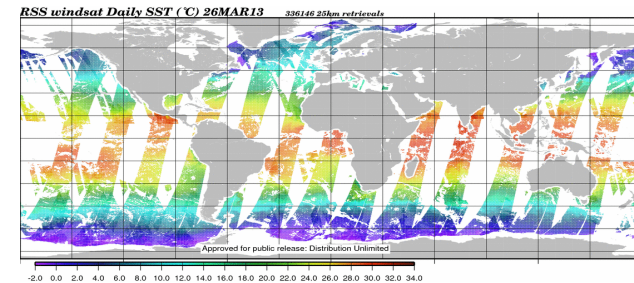 RSS windsat Daily SST (℃) 26MAR13 336146 25km retrievals
Approved for public release: Distribution Unlimited
-2.0 0.0 2.0 4.0 6.0 8.0 10.0 12.0 14.0 16.0 18.0 20.0 22.0 24.0 26.0 28.0 30.0 32.0 34.0